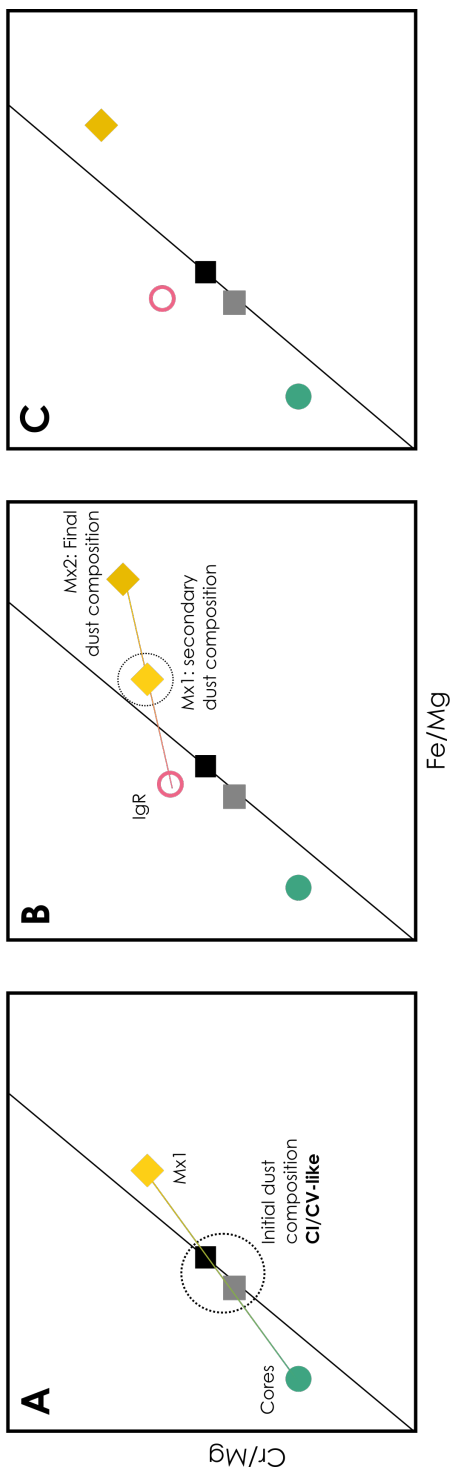 A
Cores
Mx1
Initial dust
composition
CI/CV-like
Cr/Mg
B
IgR
Mx2: Final
dust composition
Mx1: secondary
dust composition
Fe/Mg
C